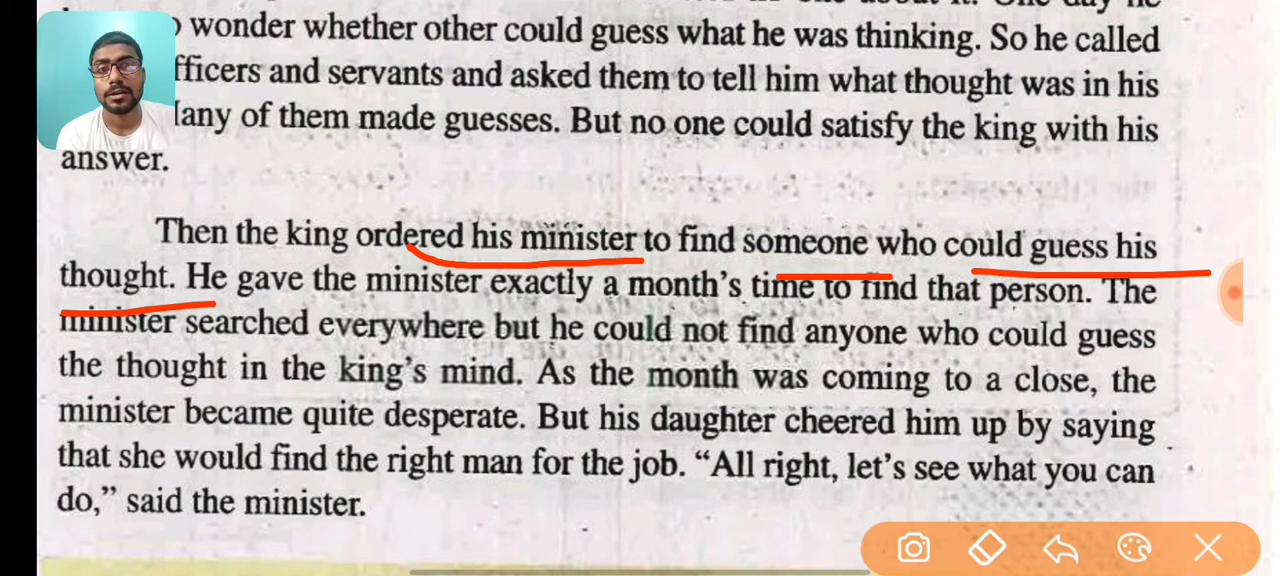 wonder whether other could guess what he was thinking. So he called
fficers and servants and asked them to tell him what thought was in his
any of them made guesses. But no one could satisfy the king with his
answer.
Then the king ordered his minister to find someone who could guess his
thought. He gave the minister exactly a month's time to find that person. The
minister searched everywhere but he could not find anyone who could guess
the thought in the king's mind. As the month was coming to a close, the
minister became quite desperate. But his daughter cheered him up by saying
that she would find the right man for the job. “All right, let's see what you can
do,” said the minister.